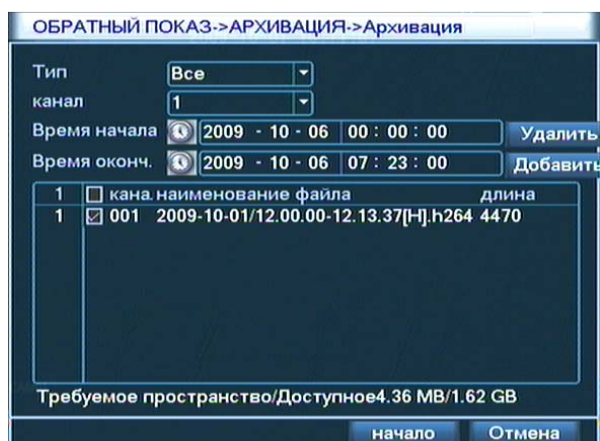 ОБРАТНЫЙ ПОКАЗ->АРХИВАЦИЯ->Архивация
Тип Все
канал 1
Время начала 2009 - 10 - 06 00 : 00 : 00 Удалить
Время оконч. 2009 - 10 - 06 07 : 23 : 00 Добавить
1 кана. наименование файла длина
1 001 2009-10-01/12.00.00-12.13.37[H].h264 4470
Требуемое пространство/Доступное4.36 MB/1.62 GB
начало Отмена